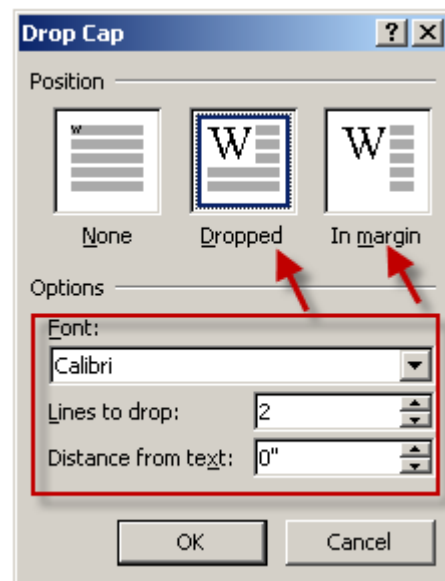 Drop Cap
Position
W W W
None Dropped In margin
Options
Font:
Calibri
Lines to drop: 2
Distance from text: 0"
OK Cancel